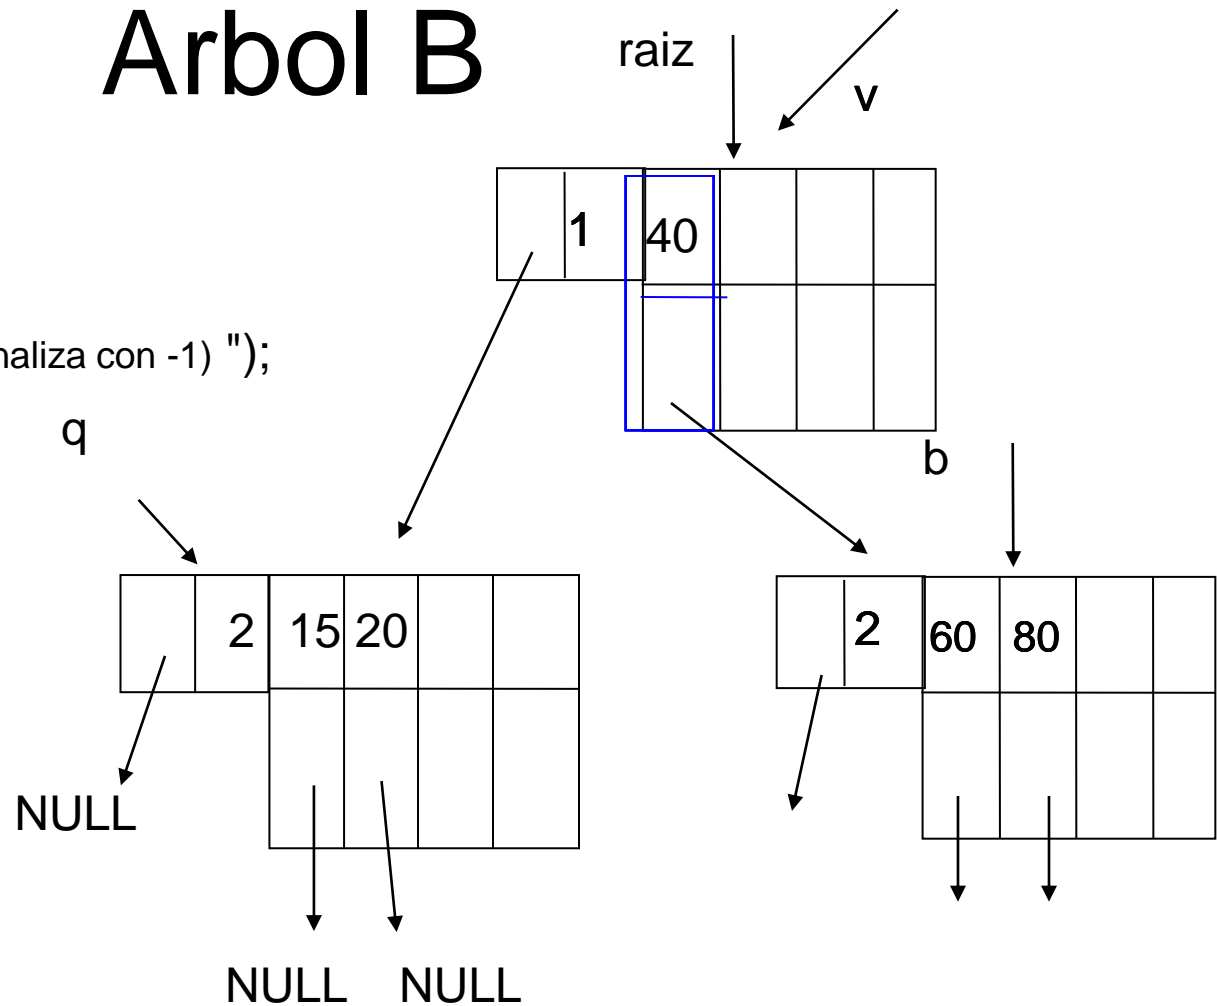 Arbol B
raiz
v
1 40
naliza con -1) ");
q
b
2 15 20
2 60 80
NULL
NULL NULL